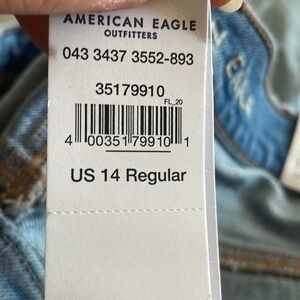 AMERICAN EAGLE
OUTFITTERS
043 3437 3552-893
35179910
FL_20
4 00351 79910 1
US 14 Regular